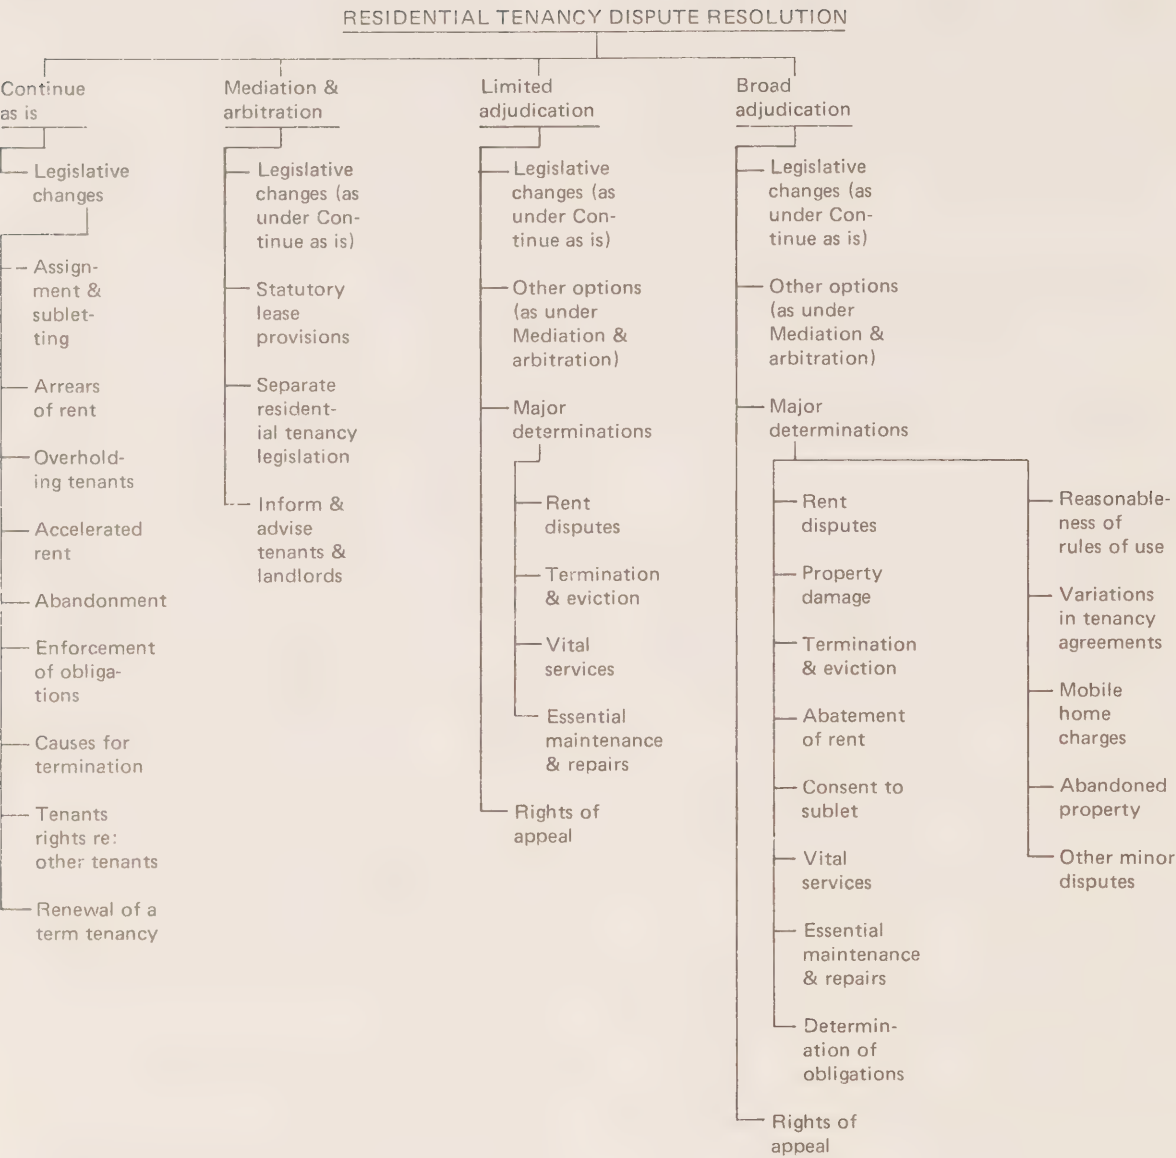 RESIDENTIAL TENANCY DISPUTE RESOLUTION
Continue
as is
Legislative
changes
Assign-
ment &
sublet-
ting
Arrears
of rent
Overhold-
ing tenants
Accelerated
rent
Abandonment
Enforcement
of obliga-
tions
Causes for
termination
Tenants
rights re:
other tenants
Renewal of a
term tenancy
Mediation &
arbitration
Legislative
changes (as
under Con-
tinue as is)
Statutory
lease
provisions
Separate
resident-
ial tenancy
legislation
Inform &
advise
tenants &
landlords
Limited
adjudication
Legislative
changes (as
under Con-
tinue as is)
Other options
(as under
Mediation &
arbitration)
Major
determinations
Rent
disputes
Termination
& eviction
Vital
services
Essential
maintenance
& repairs
Rights of
appeal
Broad
adjudication
Legislative
changes (as
under Con-
tinue as is)
Other options
(as under
Mediation &
arbitration)
Major
determinations
Rent
disputes
Property
damage
Termination
& eviction
Abatement
of rent
Consent to
sublet
Vital
services
Essential
maintenance
& repairs
Determin-
ation of
obligations
Reasonable-
ness of
rules of use
Variations
in tenancy
agreements
Mobile
home
charges
Abandoned
property
Other minor
disputes
Rights of
appeal